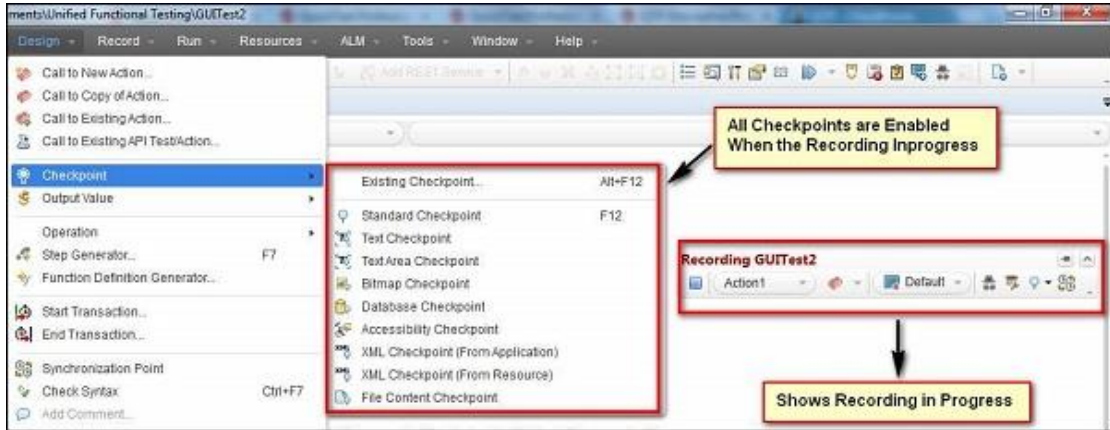 ments\Unified Functional Testing\GUITest2
Design Record Run Resources ALM Tools Window Help
Call to New Action...
Call to Copy of Action...
Call to Existing Action...
Call to Existing API Test/Action...
Checkpoint
Output Value
Operation
Step Generator... F7
Function Definition Generator...
Start Transaction...
End Transaction...
Synchronization Point
Check Syntax Ctrl+F7
Add Comment...
Add REST Service
Existing Checkpoint... Alt+F12
Standard Checkpoint F12
Text Checkpoint
Text Area Checkpoint
Bitmap Checkpoint
Database Checkpoint
Accessibility Checkpoint
XML Checkpoint (From Application)
XML Checkpoint (From Resource)
File Content Checkpoint
All Checkpoints are Enabled
When the Recording Inprogress
Recording GUITest2
Action1 Default
Shows Recording in Progress